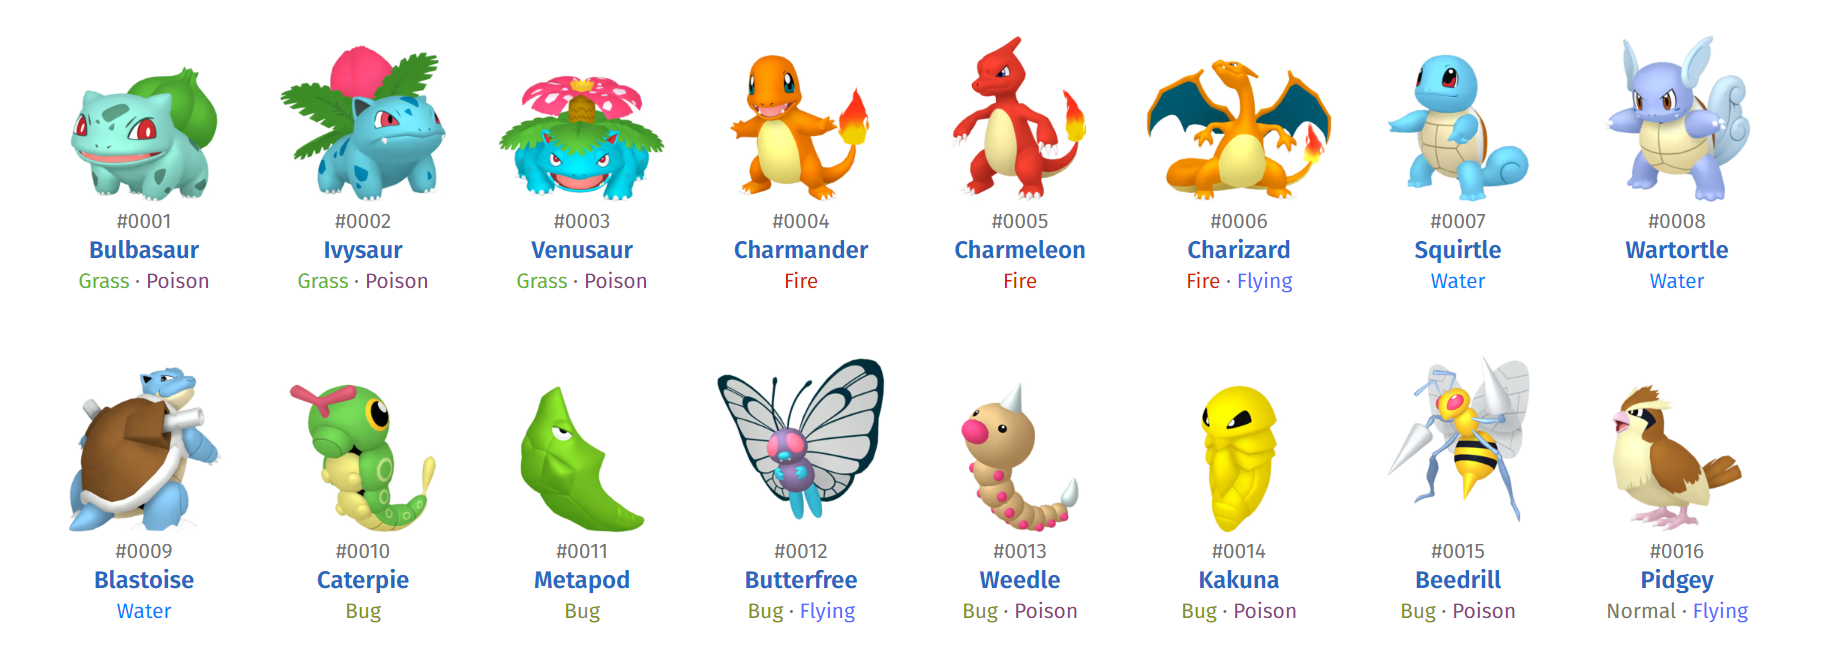 #0001 #0002 #0003 #0004 #0005 #0006 #0007 #0008
Bulbasaur Ivysaur Venusaur Charmander Charmeleon Charizard Squirtle Wartortle
Grass · Poison Grass · Poison Grass · Poison Fire Fire Fire · Flying Water Water
#0009 #0010 #0011 #0012 #0013 #0014 #0015 #0016
Blastoise Caterpie Metapod Butterfree Weedle Kakuna Beedrill Pidgey
Water Bug Bug Bug · Flying Bug · Poison Bug · Poison Bug · Poison Normal · Flying